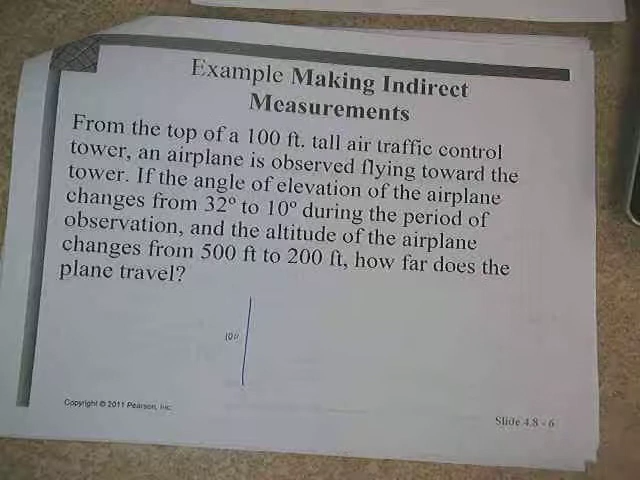 Example Making Indirect
Measurements
From the top of a 100 ft. tall air traffic control
tower, an airplane is observed flying toward the
tower. If the angle of elevation of the airplane
changes from 32º to 10º during the period of
observation, and the altitude of the airplane
changes from 500 ft to 200 ft, how far does the
plane travel?
100
Copyright © 2011 Pearson, Inc.
Slide 4.8 - 6